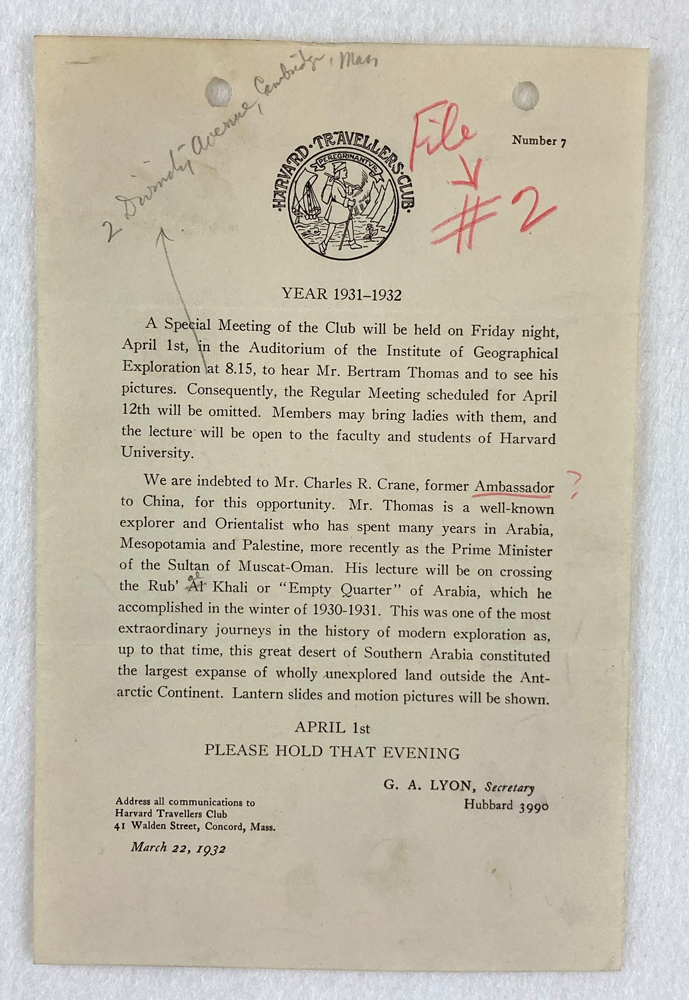 2 Divinity Avenue, Cambridge, Mass
File
#2
Number 7
·HARVARD·TRAVELLERS·CLUB·
PEREGRINANTVR
YEAR 1931–1932
A Special Meeting of the Club will be held on Friday night,
April 1st, in the Auditorium of the Institute of Geographical
Exploration at 8.15, to hear Mr. Bertram Thomas and to see his
pictures. Consequently, the Regular Meeting scheduled for April
12th will be omitted. Members may bring ladies with them, and
the lecture will be open to the faculty and students of Harvard
University.
We are indebted to Mr. Charles R. Crane, former Ambassador ?
to China, for this opportunity. Mr. Thomas is a well-known
explorer and Orientalist who has spent many years in Arabia,
Mesopotamia and Palestine, more recently as the Prime Minister
of the Sultan of Muscat-Oman. His lecture will be on crossing
al
the Rub' Al Khali or "Empty Quarter" of Arabia, which he
accomplished in the winter of 1930-1931. This was one of the most
extraordinary journeys in the history of modern exploration as,
up to that time, this great desert of Southern Arabia constituted
the largest expanse of wholly unexplored land outside the Ant-
arctic Continent. Lantern slides and motion pictures will be shown.
APRIL 1st
PLEASE HOLD THAT EVENING
G. A. LYON, Secretary
Hubbard 3990
Address all communications to
Harvard Travellers Club
41 Walden Street, Concord, Mass.
March 22, 1932